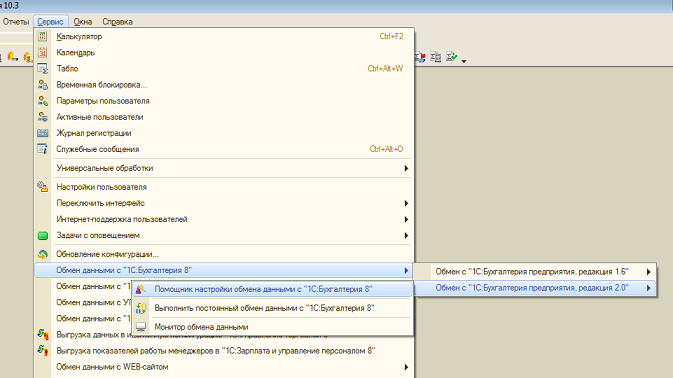 10.3
Отчеты Сервис Окна Справка
Калькулятор Ctrl+F2
Календарь
Табло Ctrl+Alt+W
Временная блокировка...
Параметры пользователя
Активные пользователи
Журнал регистрации
Служебные сообщения Ctrl+Alt+O
Универсальные обработки
Настройки пользователя
Переключить интерфейс
Интернет-поддержка пользователей
Задачи с оповещением
Обновление конфигурации...
Обмен данными с "1С:Бухгалтерия 8"
Обмен с "1С:Бухгалтерия предприятия, редакция 1.6"
Обмен с "1С:Бухгалтерия предприятия, редакция 2.0"
Обмен данными с "1
Помощник настройки обмена данными с "1С:Бухгалтерия 8"
Обмен данными с "1
Выполнить постоянный обмен данными с "1С:Бухгалтерия 8"
Обмен данными с УП
Монитор обмена данными
Обмен данными с
Выгрузка данных в
Выгрузка показателей работы менеджеров в "1С:Зарплата и управление персоналом 8"
Обмен данными с WEB-сайтом